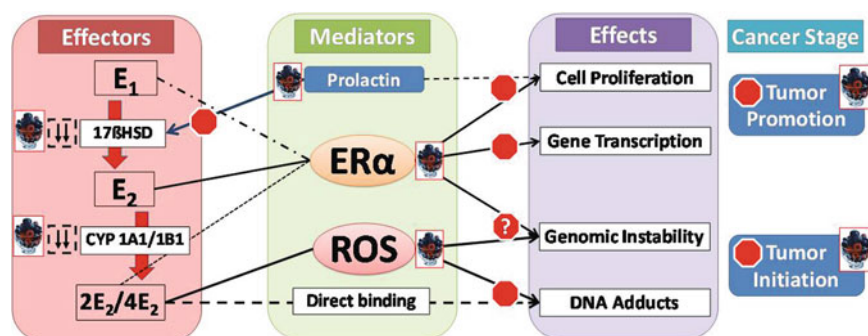 Effectors
Mediators
Effects
Cancer Stage
E₁
Prolactin
Cell Proliferation
Tumor
Promotion
17ßHSD
ERα
Gene Transcription
E₂
CYP 1A1/1B1
ROS
?
Genomic Instability
Tumor
Initiation
2E₂/4E₂
Direct binding
DNA Adducts